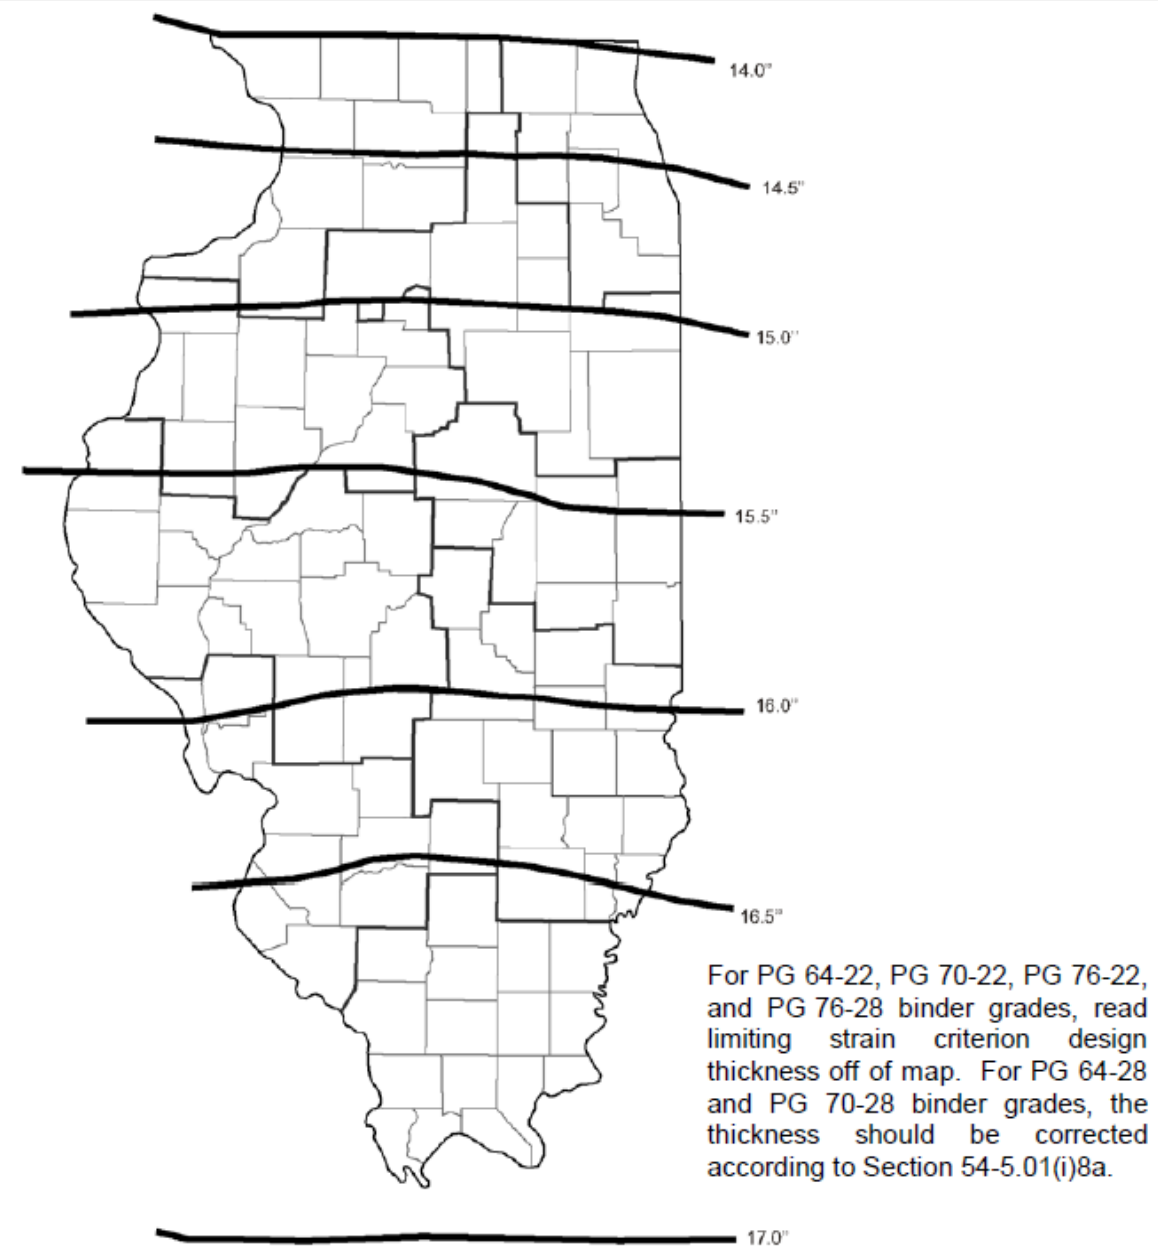 14.0"
14.5"
15.0"
15.5"
16.0"
16.5"
For PG 64-22, PG 70-22, PG 76-22,
and PG 76-28 binder grades, read
limiting strain criterion design
thickness off of map. For PG 64-28
and PG 70-28 binder grades, the
thickness should be corrected
according to Section 54-5.01(i)8a.
17.0"